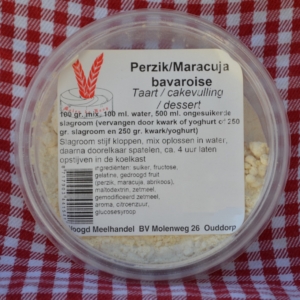 Perzik/Maracuja
bavaroise
Taart / cakevulling
/ dessert
100 gr. mix, 100 ml. water, 500 ml. ongesuikerde
slagroom (vervangen door kwark of yoghurt of 250
gr. slagroom en 250 gr. kwark/yoghurt)
Slagroom stijf kloppen, mix oplossen in water,
daarna doorelkaar spatelen, ca. 4 uur laten
opstijven in de koelkast
ingrediënten: suiker, fructose,
gelatine, gedroogd fruit
(perzik, maracuja, abrikoos),
maltodextrin, zetmeel,
gemodificeerd zetmeel,
aroma, citroenzuur,
glucosesyroop
Hoogd Meelhandel BV Molenweg 26 Ouddorp